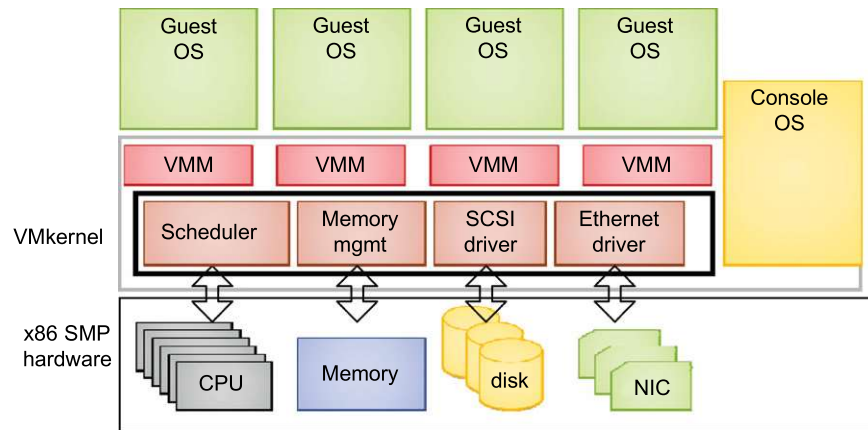 Guest
OS
Guest
OS
Guest
OS
Guest
OS
Console
OS
VMM
VMM
VMM
VMM
VMkernel
Scheduler
Memory
mgmt
SCSI
driver
Ethernet
driver
x86 SMP
hardware
CPU
Memory
disk
NIC